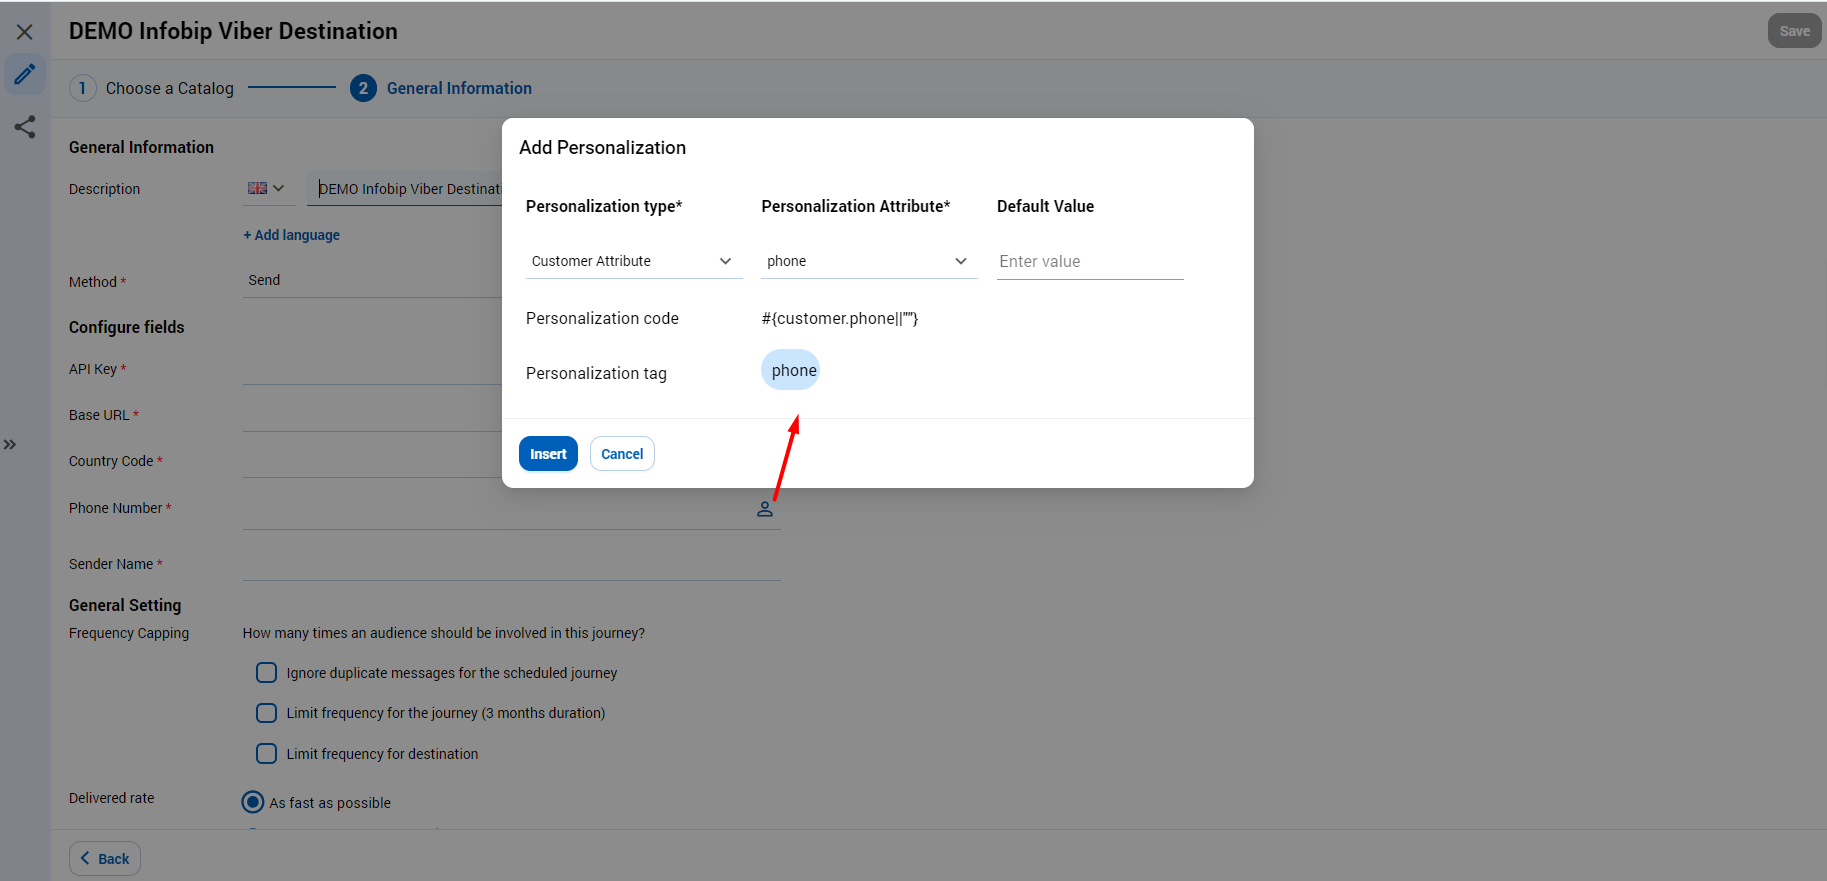 DEMO Infobip Viber Destination
Save
1 Choose a Catalog 2 General Information
General Information
Description DEMO Infobip Viber Destinati
+ Add language
Method * Send
Configure fields
API Key *
Base URL *
Country Code *
Phone Number *
Sender Name *
General Setting
Frequency Capping How many times an audience should be involved in this journey?
Ignore duplicate messages for the scheduled journey
Limit frequency for the journey (3 months duration)
Limit frequency for destination
Delivered rate As fast as possible
Back
Add Personalization
Personalization type* Personalization Attribute* Default Value
Customer Attribute phone Enter value
Personalization code #{customer.phone||""}
Personalization tag phone
Insert Cancel